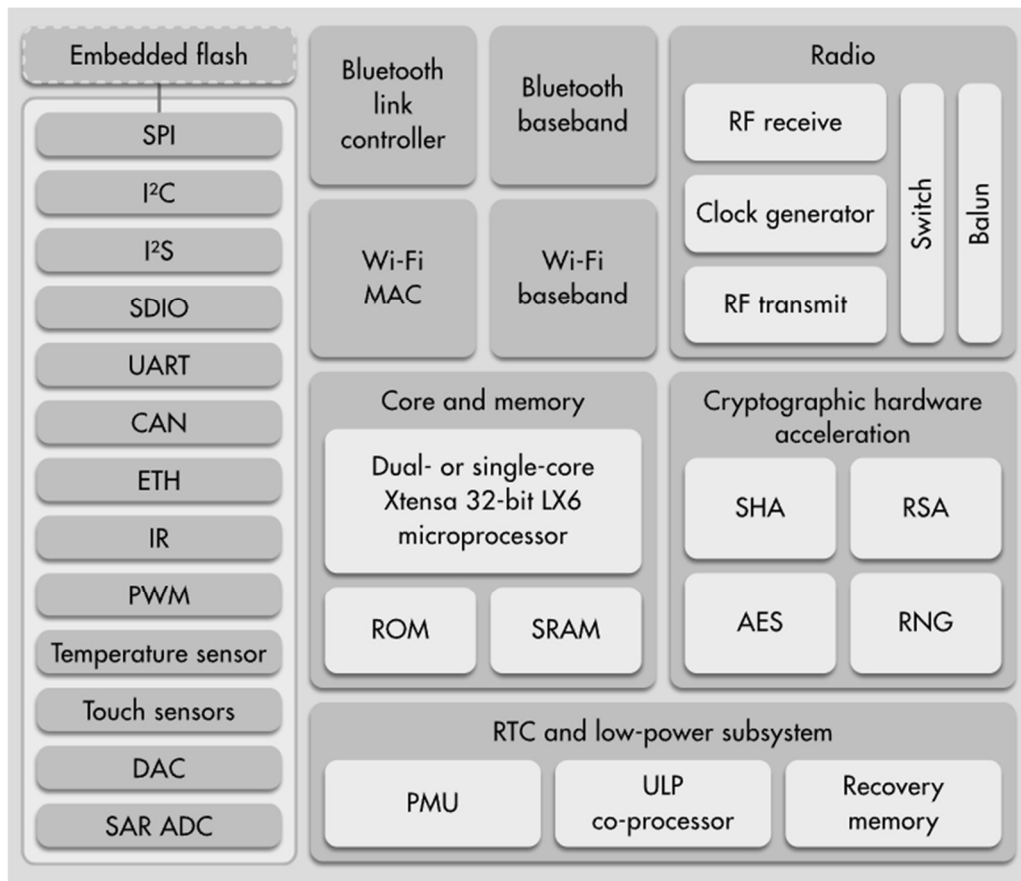 Embedded flash
SPI
I²C
I²S
SDIO
UART
CAN
ETH
IR
PWM
Temperature sensor
Touch sensors
DAC
SAR ADC
Bluetooth
link
controller
Bluetooth
baseband
Wi-Fi
MAC
Wi-Fi
baseband
Radio
RF receive
Clock generator
RF transmit
Switch
Balun
Core and memory
Dual- or single-core
Xtensa 32-bit LX6
microprocessor
ROM
SRAM
Cryptographic hardware
acceleration
SHA
RSA
AES
RNG
RTC and low-power subsystem
PMU
ULP
co-processor
Recovery
memory